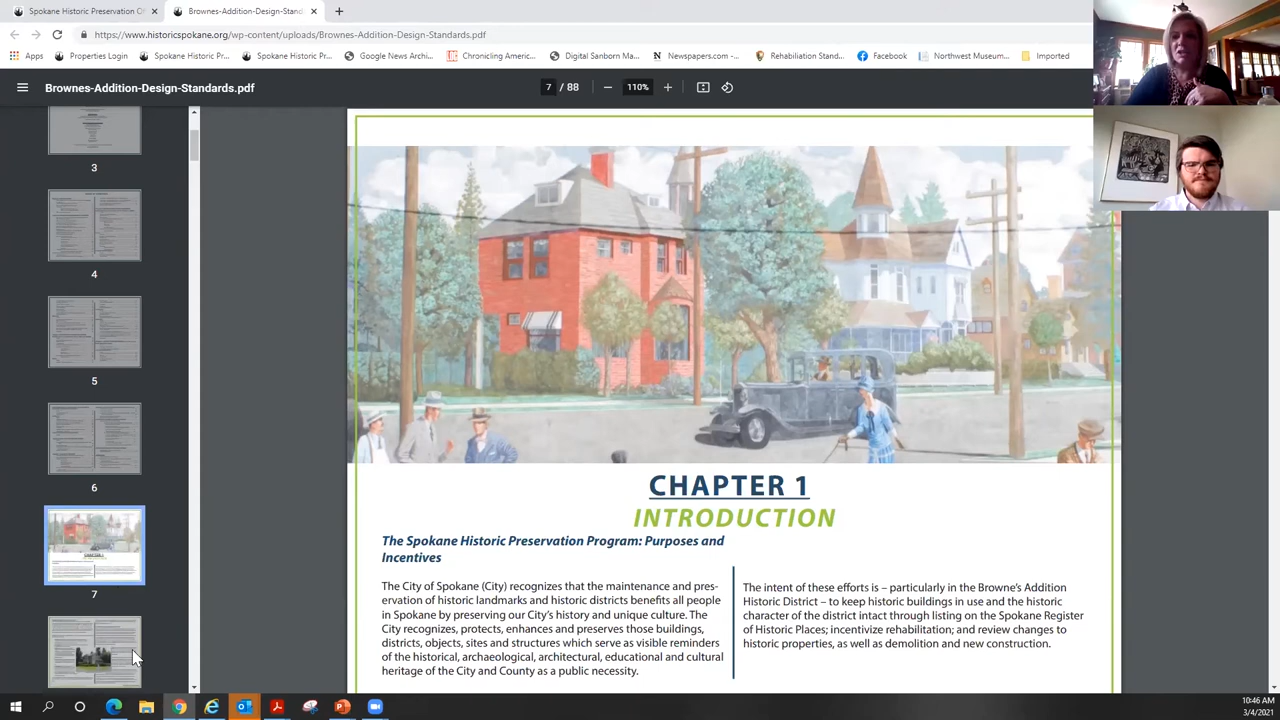 Spokane Historic Preservation Of
Brownes-Addition-Design-Stand
https://www.historicspokane.org/wp-content/uploads/Brownes-Addition-Design-Standards.pdf
Apps
Properties Login
Spokane Historic Pr...
Spokane Historic Pr...
Google News Archi...
Chronicling Americ...
Digital Sanborn Ma...
Newspapers.com -...
Rehabilitation Stand...
Facebook
Northwest Museum...
Imported
Brownes-Addition-Design-Standards.pdf
7 / 88
110%
3
4
5
6
7
CHAPTER 1
INTRODUCTION
The Spokane Historic Preservation Program: Purposes and
Incentives
The City of Spokane (City) recognizes that the maintenance and pres-
ervation of historic landmarks and historic districts benefits all people
in Spokane by preserving our City's history and unique culture. The
City recognizes, protects, enhances and preserves those buildings,
districts, objects, sites and structures which serve as visible reminders
of the historical, archaeological, architectural, educational and cultural
heritage of the City and County as a public necessity.
The intent of these efforts is – particularly in the Browne's Addition
Historic District – to keep historic buildings in use and the historic
character of the district intact through listing on the Spokane Register
of Historic Places; incentivize rehabilitation; and review changes to
historic properties, as well as demolition and new construction.
10:46 AM
3/4/2021